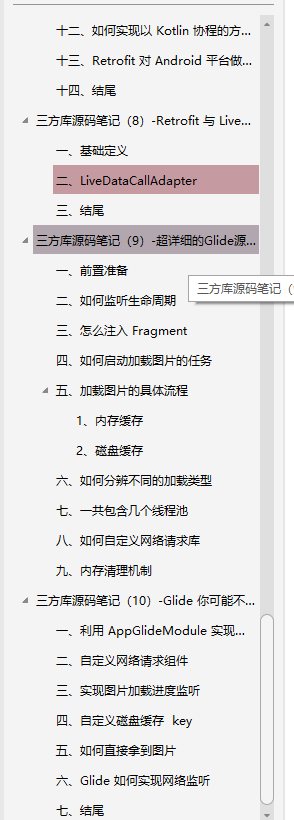 十二、如何实现以 Kotlin 协程的方...
十三、Retrofit 对 Android 平台做...
十四、结尾
三方库源码笔记（8）-Retrofit 与 Live...
一、基础定义
二、LiveDataCallAdapter
三、结尾
三方库源码笔记（9）-超详细的Glide源...
一、前置准备
三方库源码笔记（
二、如何监听生命周期
三、怎么注入 Fragment
四、如何启动加载图片的任务
五、加载图片的具体流程
1、内存缓存
2、磁盘缓存
六、如何分辨不同的加载类型
七、一共包含几个线程池
八、如何自定义网络请求库
九、内存清理机制
三方库源码笔记（10）-Glide 你可能不...
一、利用 AppGlideModule 实现...
二、自定义网络请求组件
三、实现图片加载进度监听
四、自定义磁盘缓存 key
五、如何直接拿到图片
六、Glide 如何实现网络监听
七、结尾